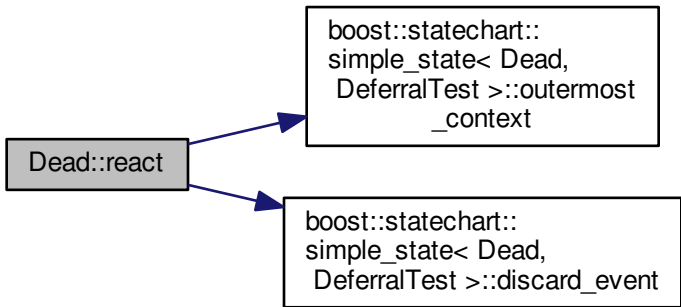 boost::statechart::
simple_state< Dead,
DeferralTest >::outermost
_context
Dead::react
boost::statechart::
simple_state< Dead,
DeferralTest >::discard_event